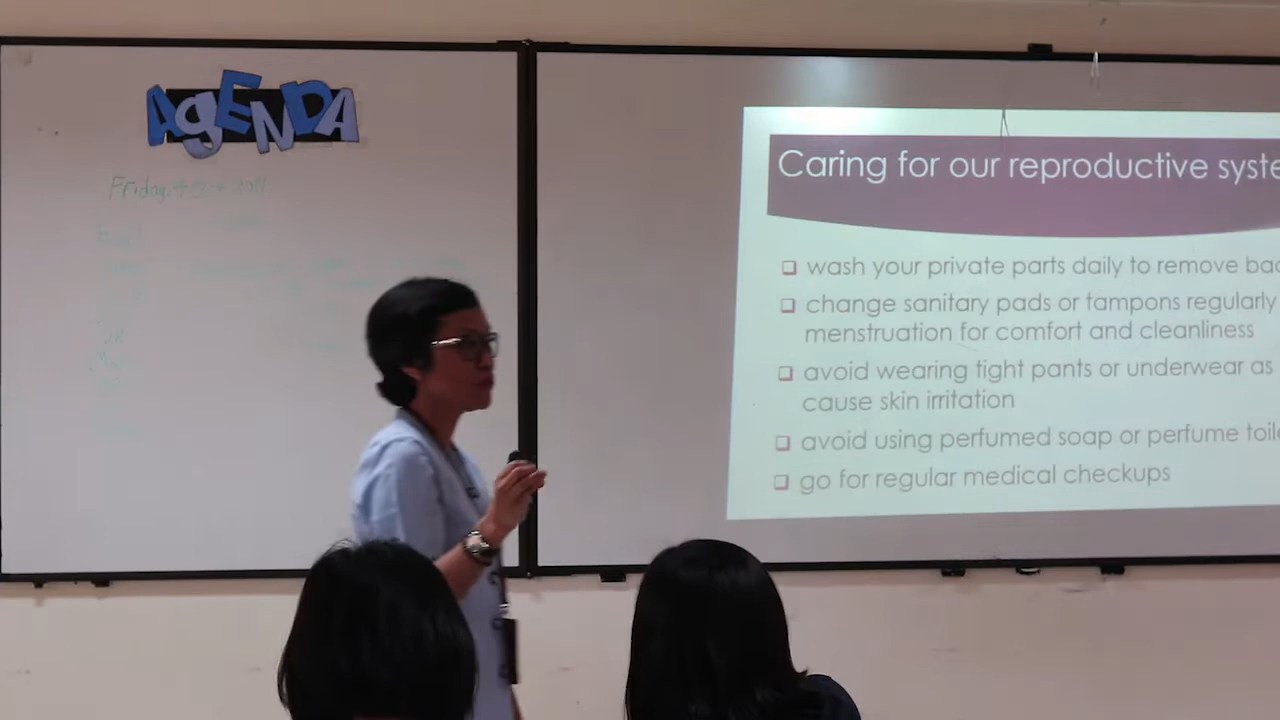 AgENDA
Friday,
Caring for our reproductive syste
wash your private parts daily to remove bac
change sanitary pads or tampons regularly
menstruation for comfort and cleanliness
avoid wearing tight pants or underwear as
cause skin irritation
avoid using perfumed soap or perfume toile
go for regular medical checkups